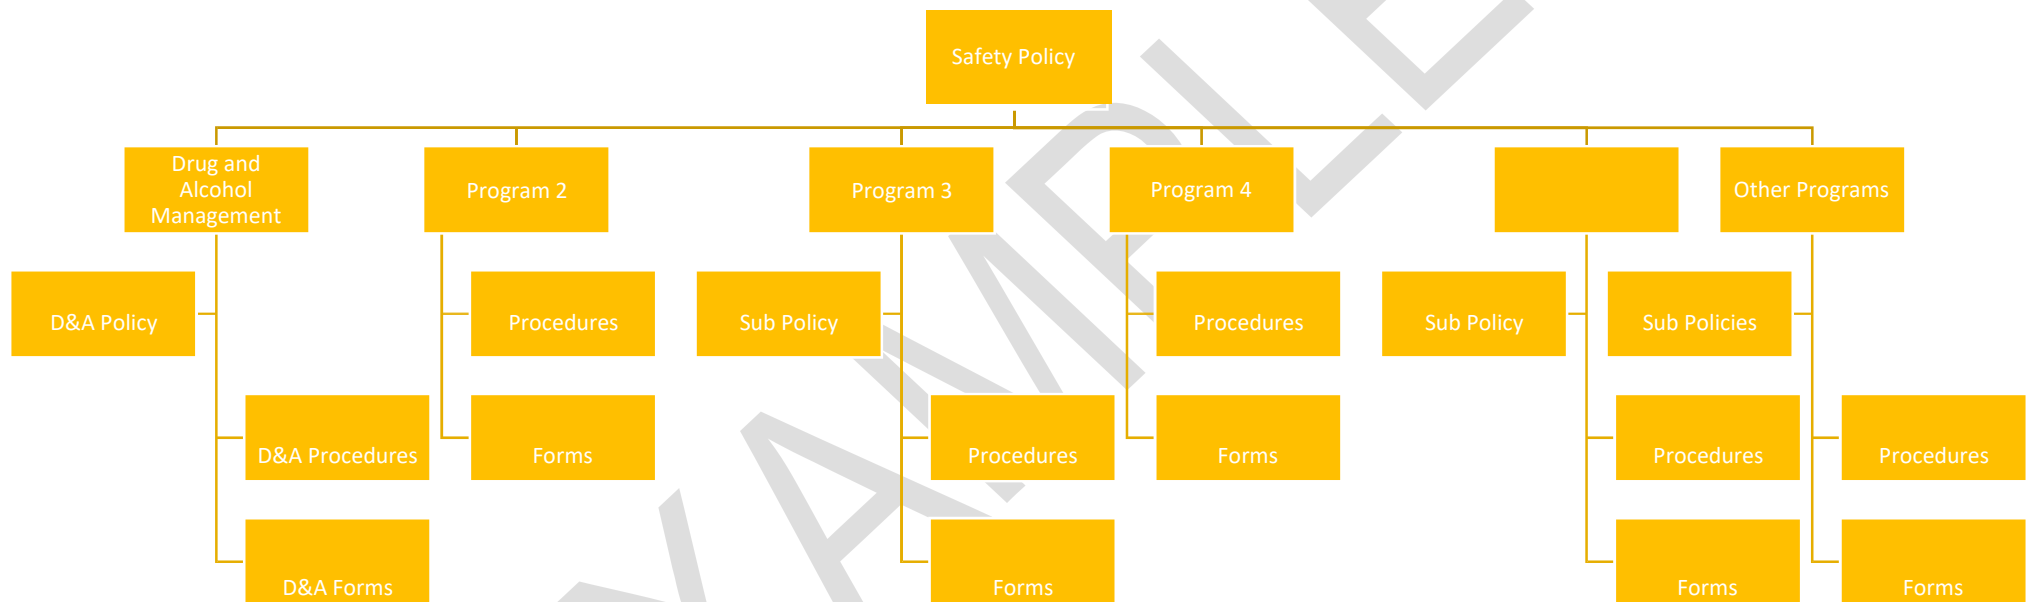 Safety Policy
Drug and
Alcohol
Management
Program 2
Program 3
Program 4
Other Programs
D&A Policy
Procedures
Sub Policy
Procedures
Sub Policy
Sub Policies
D&A Procedures
Forms
Procedures
Forms
Procedures
Procedures
D&A Forms
Forms
Forms
Forms